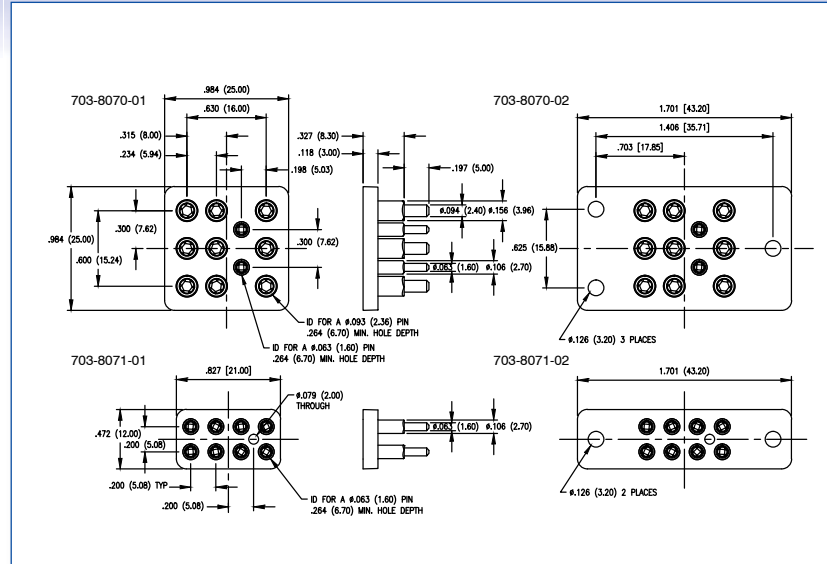 703-8070-01
.984 (25.00)
.630 (16.00)
.315 (8.00)
.234 (5.94)
.198 (5.03)
.984 (25.00)
.300 (7.62)
.600 (15.24)
.300 (7.62)
ID FOR A ø.093 (2.36) PIN
.264 (6.70) MIN. HOLE DEPTH
ID FOR A ø.063 (1.60) PIN
.264 (6.70) MIN. HOLE DEPTH
.327 (8.30)
.118 (3.00)
.197 (5.00)
ø.094 (2.40) ø.156 (3.96)
ø.063 (1.60) ø.106 (2.70)
703-8070-02
1.701 [43.20]
1.406 [35.71]
.703 [17.85]
.625 (15.88)
ø.126 (3.20) 3 PLACES
703-8071-01
.827 [21.00]
ø.079 (2.00)
THROUGH
.472 (12.00)
.200 (5.08)
.200 (5.08) TYP
.200 (5.08)
ID FOR A ø.063 (1.60) PIN
.264 (6.70) MIN. HOLE DEPTH
ø.063 (1.60) ø.106 (2.70)
703-8071-02
1.701 (43.20)
ø.126 (3.20) 2 PLACES